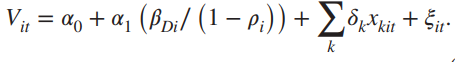 V_{it} = α_0 + α_1 (β_{Di} / (1 − ρ_i)) + ∑_k δ_k x_{kit} + ξ_{it}.